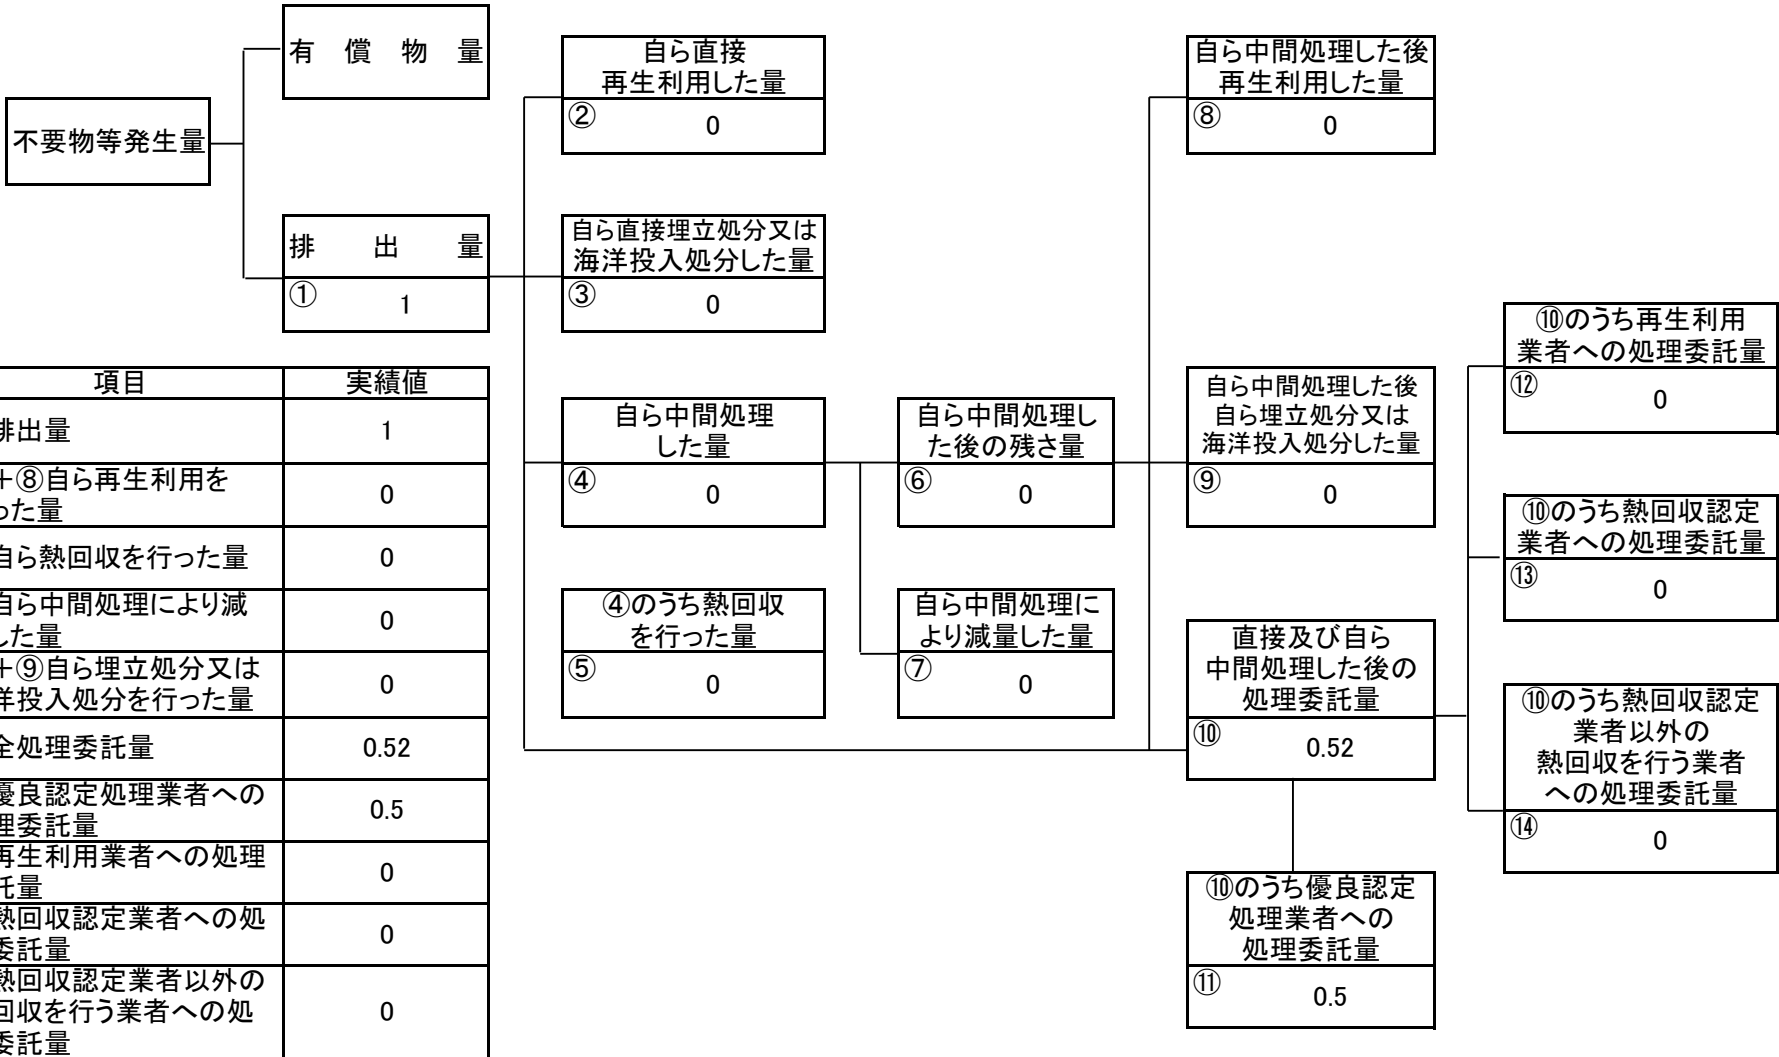 有償物量
不要物等発生量
排出量
① 1
自ら直接
再生利用した量
② 0
自ら直接埋立処分又は
海洋投入処分した量
③ 0
自ら中間処理
した量
④ 0
④のうち熱回収
を行った量
⑤ 0
自ら中間処理し
た後の残さ量
⑥ 0
自ら中間処理に
より減量した量
⑦ 0
自ら中間処理した後
再生利用した量
⑧ 0
自ら中間処理した後
自ら埋立処分又は
海洋投入処分した量
⑨ 0
直接及び自ら
中間処理した後の
処理委託量
⑩ 0.52
⑩のうち優良認定
処理業者への
処理委託量
⑪ 0.5
⑩のうち再生利用
業者への処理委託量
⑫ 0
⑩のうち熱回収認定
業者への処理委託量
⑬ 0
⑩のうち熱回収認定
業者以外の
熱回収を行う業者
への処理委託量
⑭ 0
項目 実績値
排出量 1
+⑧自ら再生利用を
った量 0
自ら熱回収を行った量 0
自ら中間処理により減
した量 0
+⑨自ら埋立処分又は
洋投入処分を行った量 0
全処理委託量 0.52
優良認定処理業者への
理委託量 0.5
再生利用業者への処理
託量 0
熱回収認定業者への処
委託量 0
熱回収認定業者以外の
回収を行う業者への処
委託量 0